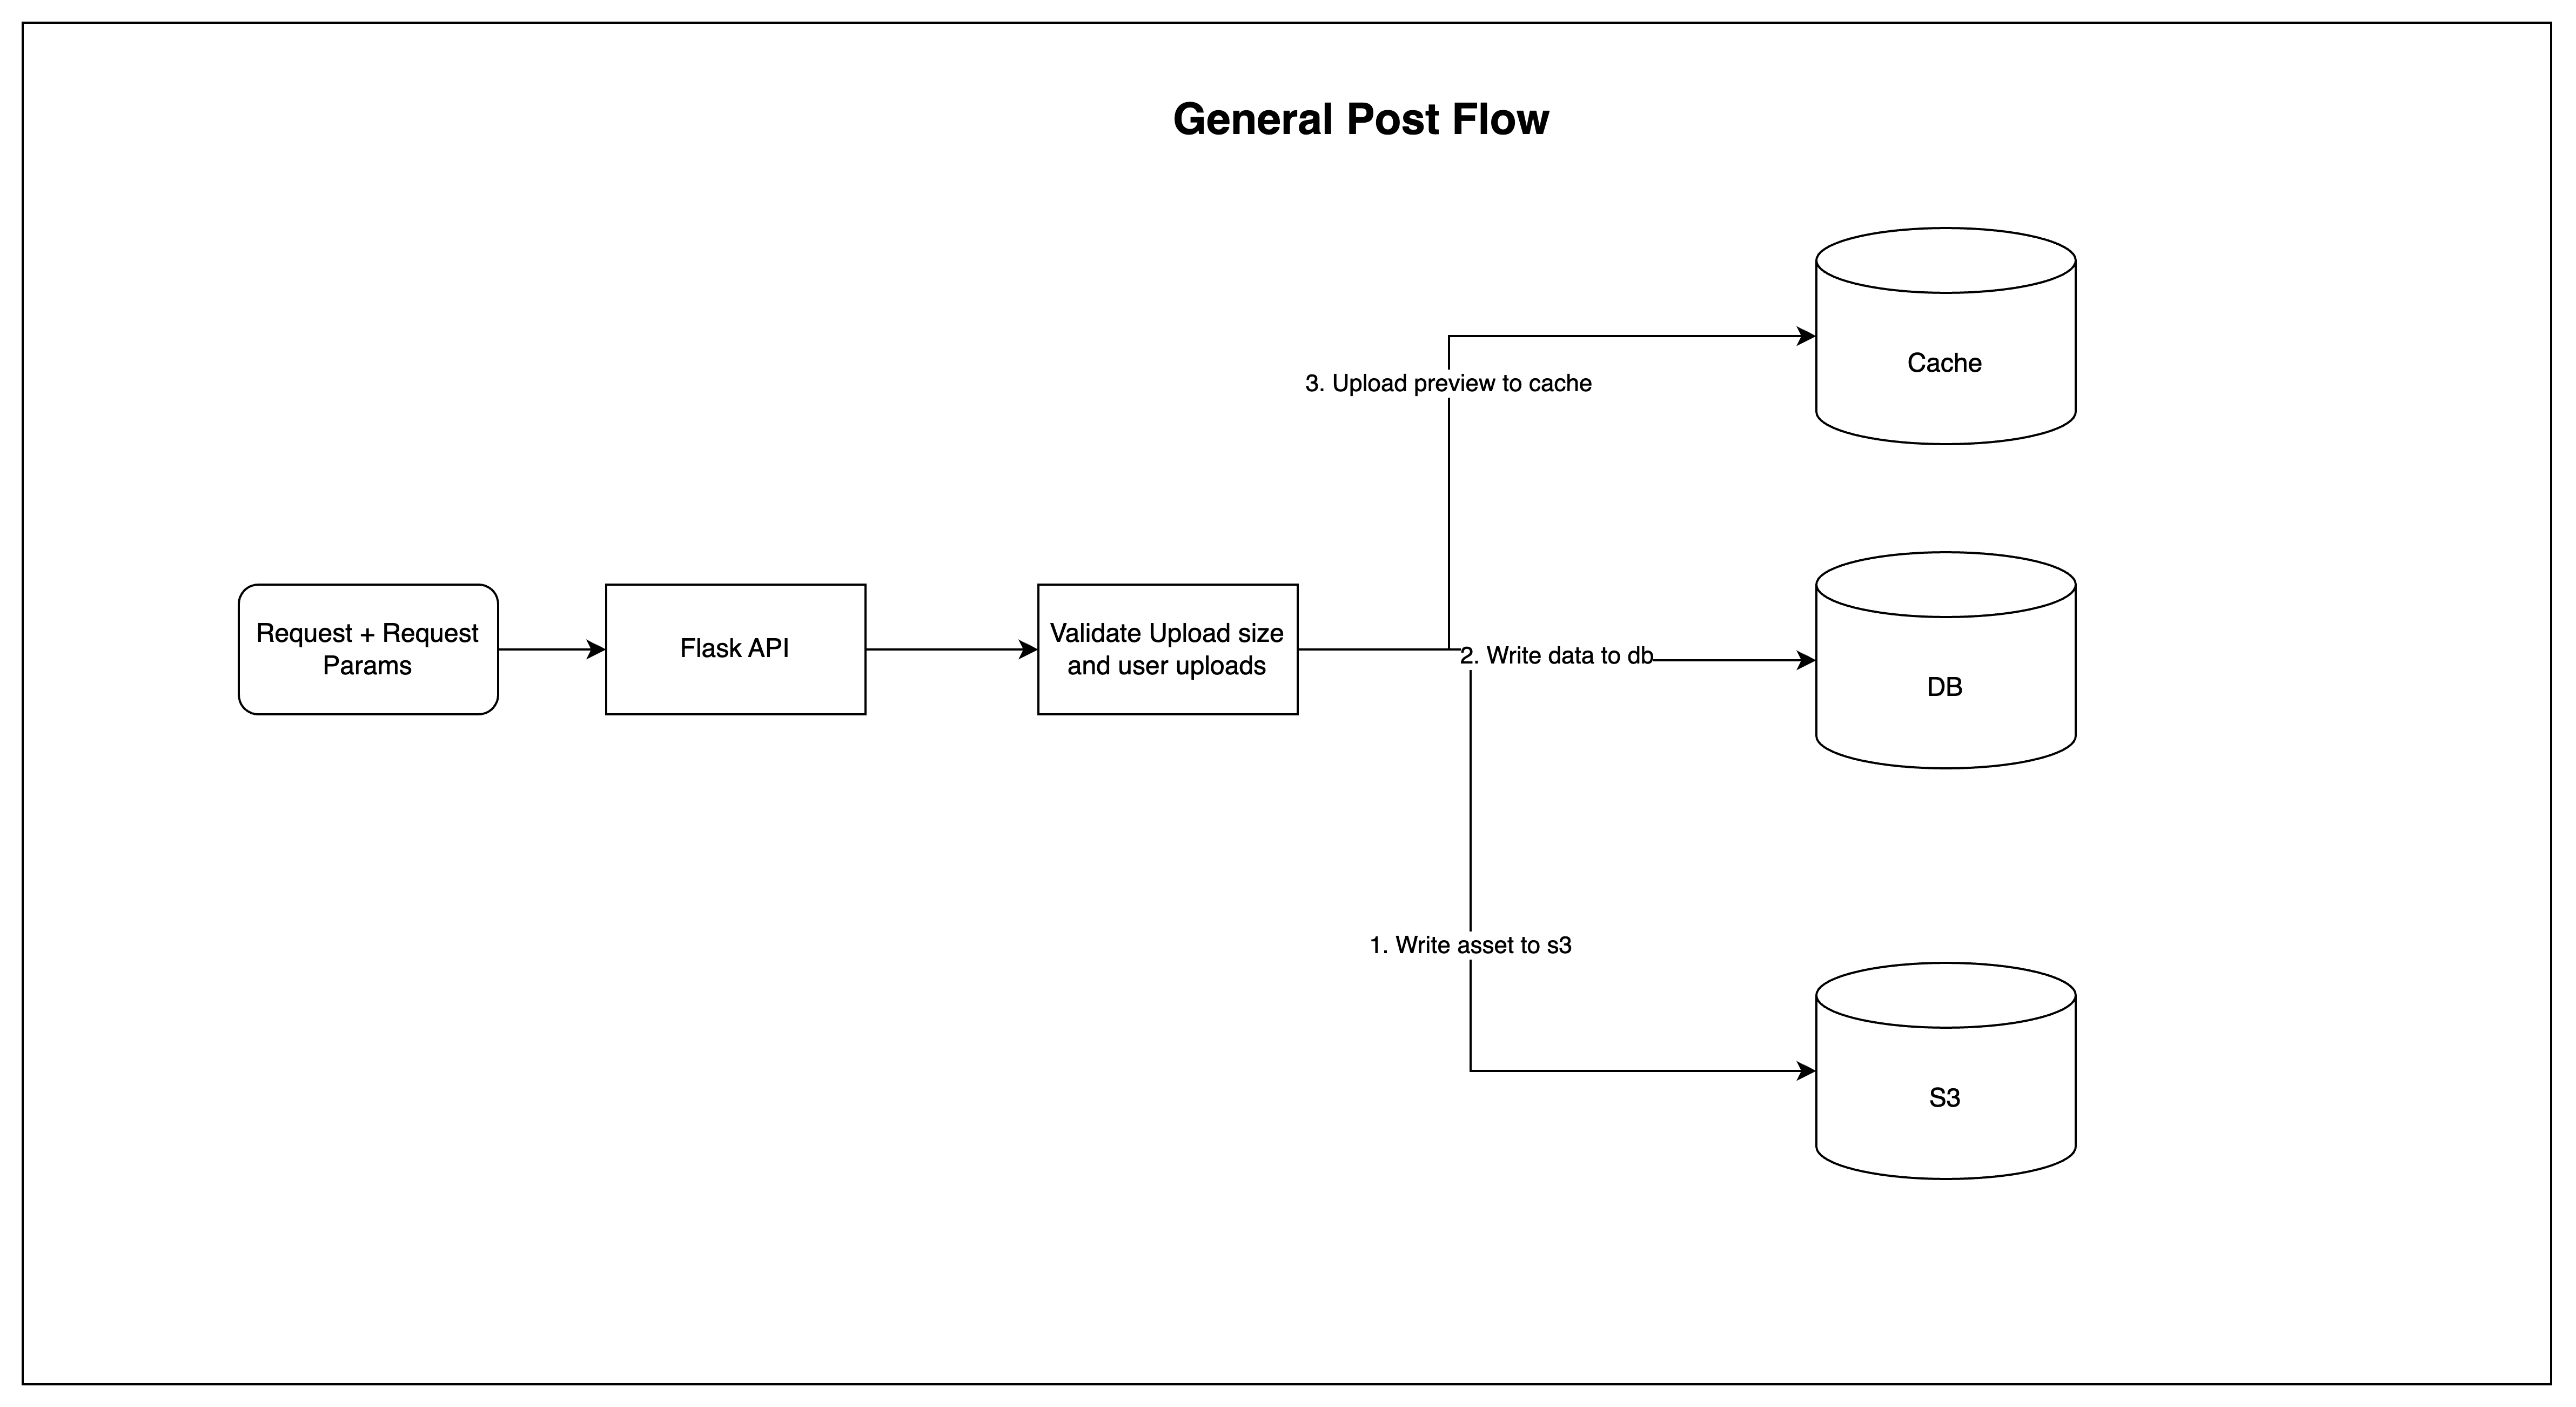 General Post Flow
Cache
3. Upload preview to cache
Request + Request
Params
Flask API
Validate Upload size
and user uploads
2. Write data to db
DB
1. Write asset to s3
S3